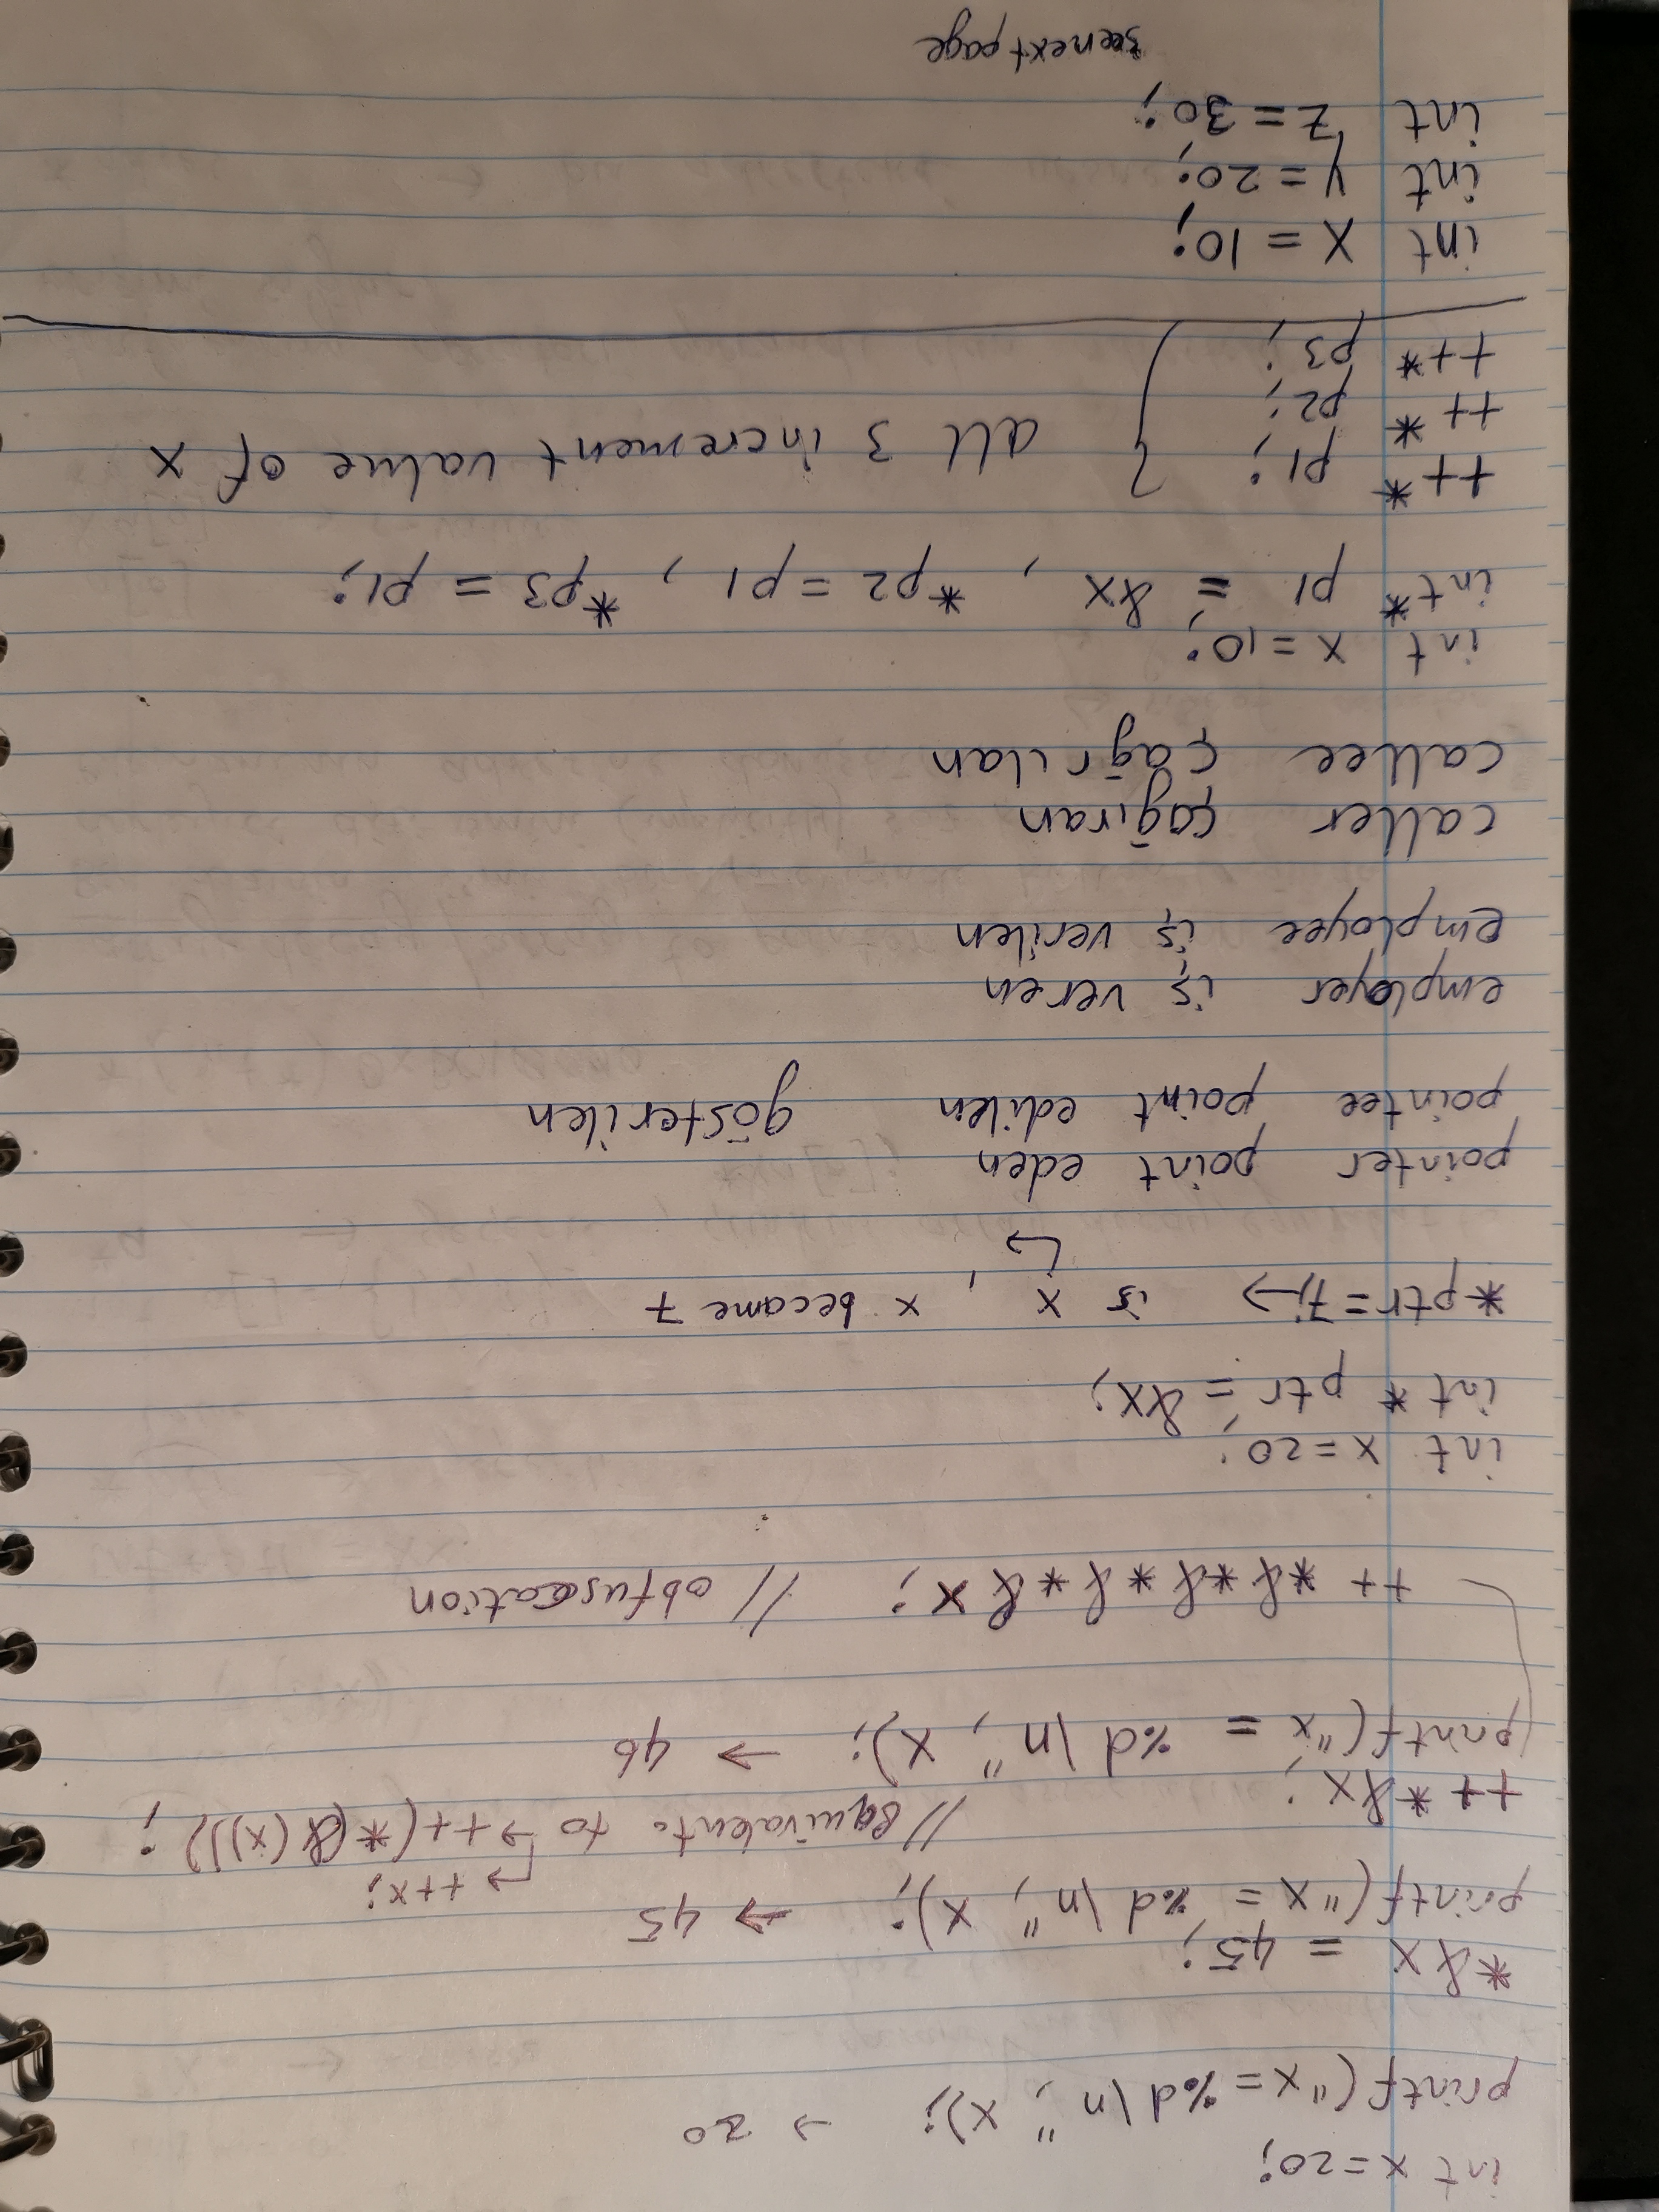 int x=20;
printf("x=%d\n", x); → 20
*&x = 45;
printf("x = %d \n", x); → 45
→ ++x;
++*&x; //equivalent. to → ++(*(&(x)));
printf("x = %d \n", x); → 46
++ *&*&*&*&x; // obfuscation
int x=20;
int* ptr = &x;
*ptr=7; → is x , x became 7
pointer point eden
pointee point edilen gösterilen
employer iş veren
employee iş verilen
caller çağıran
callee çağrılan
int x=10;
int* p1 = &x , *p2 = p1 , *p3 = p1;
++* p1;
++* p2; } all 3 increment value of x
++* p3;
int x = 10;
int y = 20;
int z = 30;
see next page